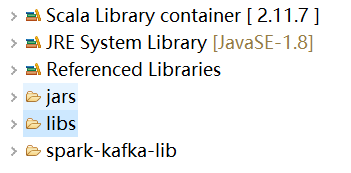 Scala Library container [ 2.11.7 ]
JRE System Library [JavaSE-1.8]
Referenced Libraries
jars
libs
spark-kafka-lib